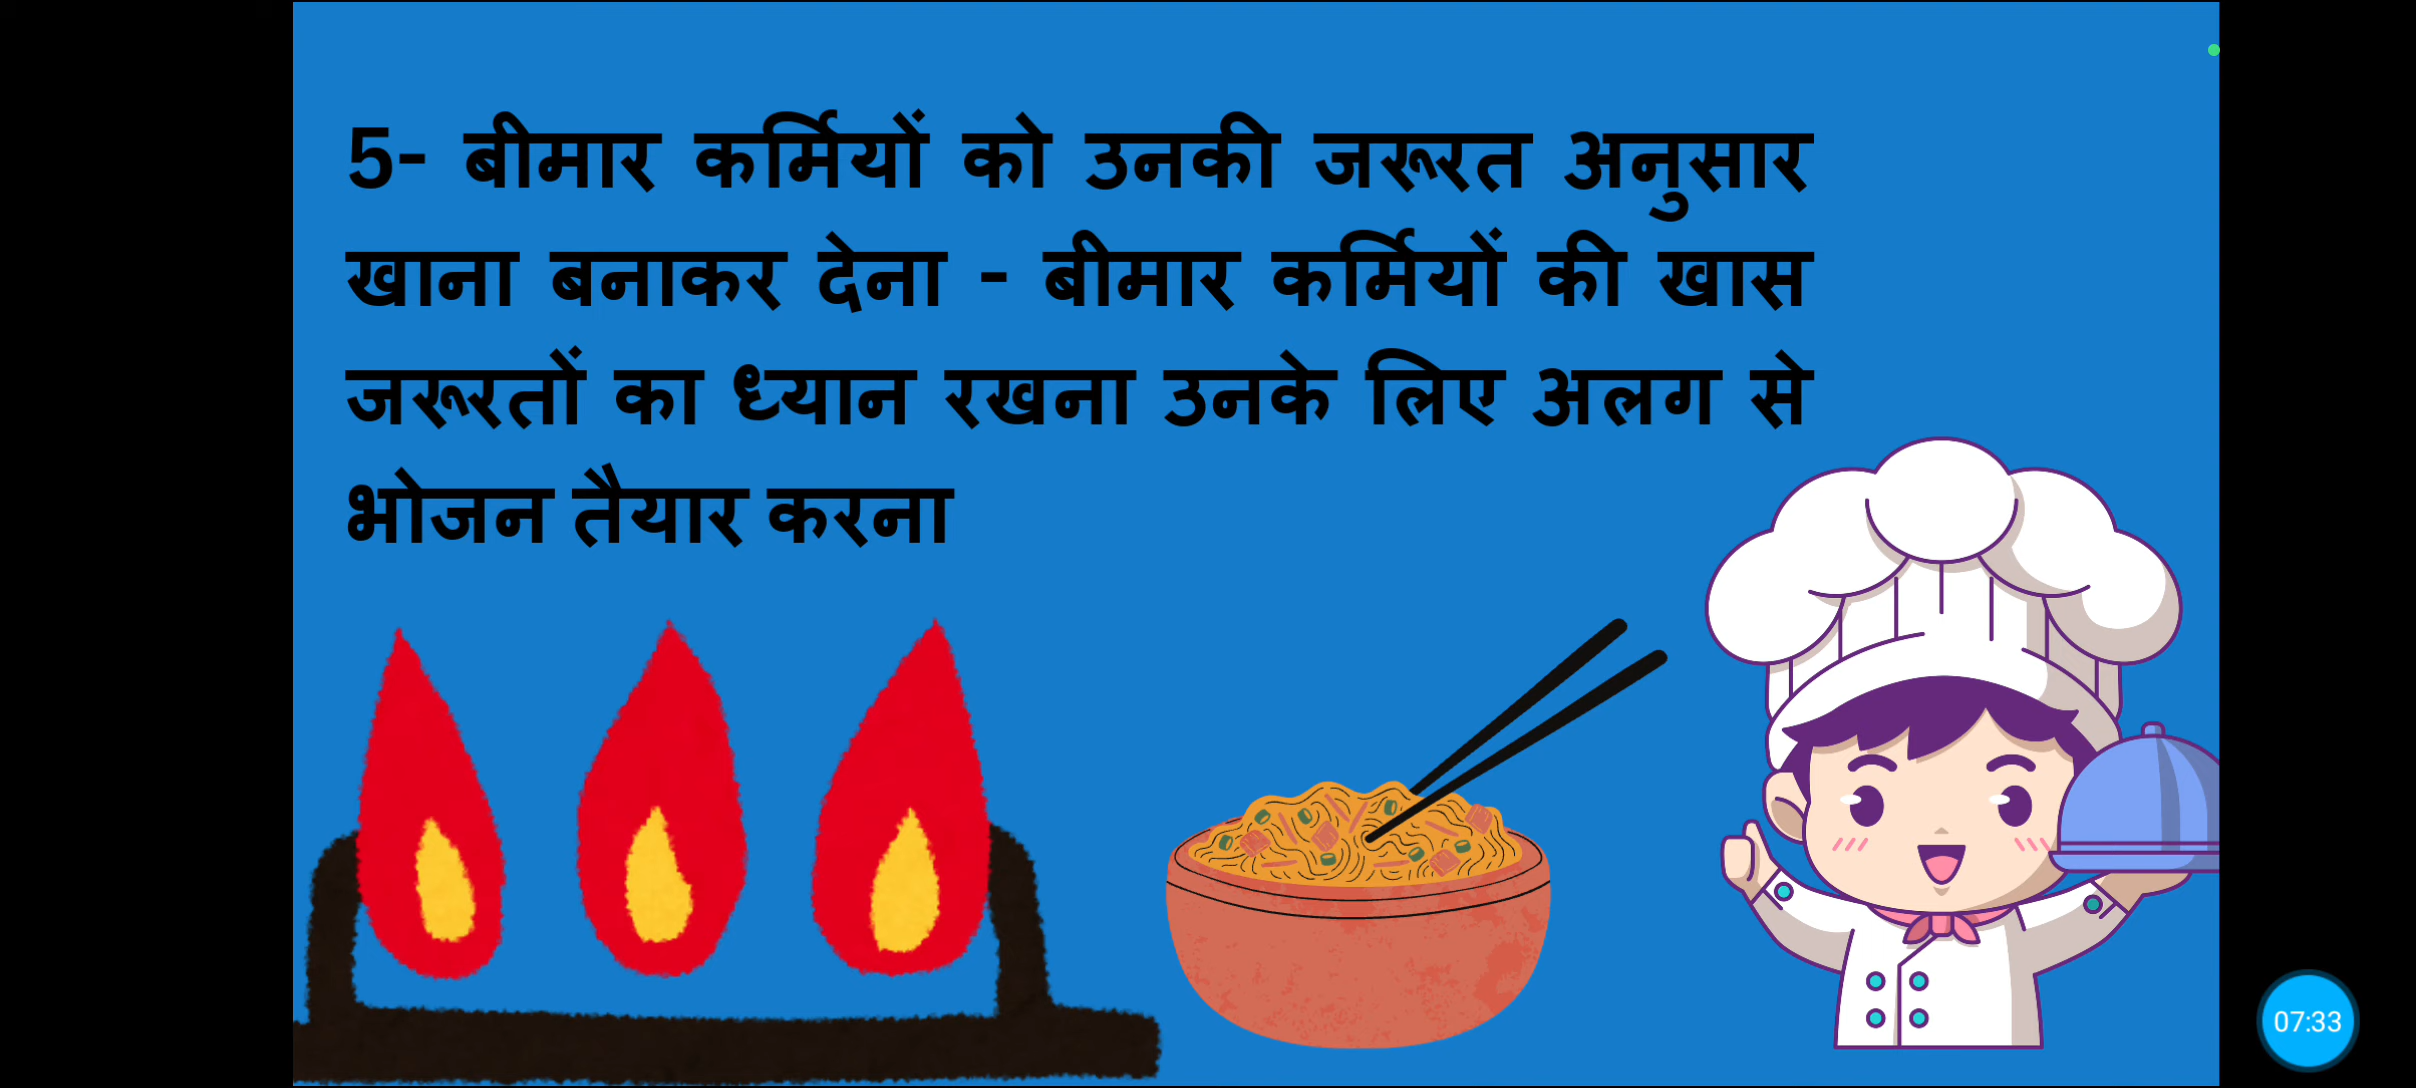 5- बीमार कर्मियों को उनकी जरूरत अनुसार
खाना बनाकर देना - बीमार कर्मियों की खास
जरूरतों का ध्यान रखना उनके लिए अलग से
भोजन तैयार करना
07:33